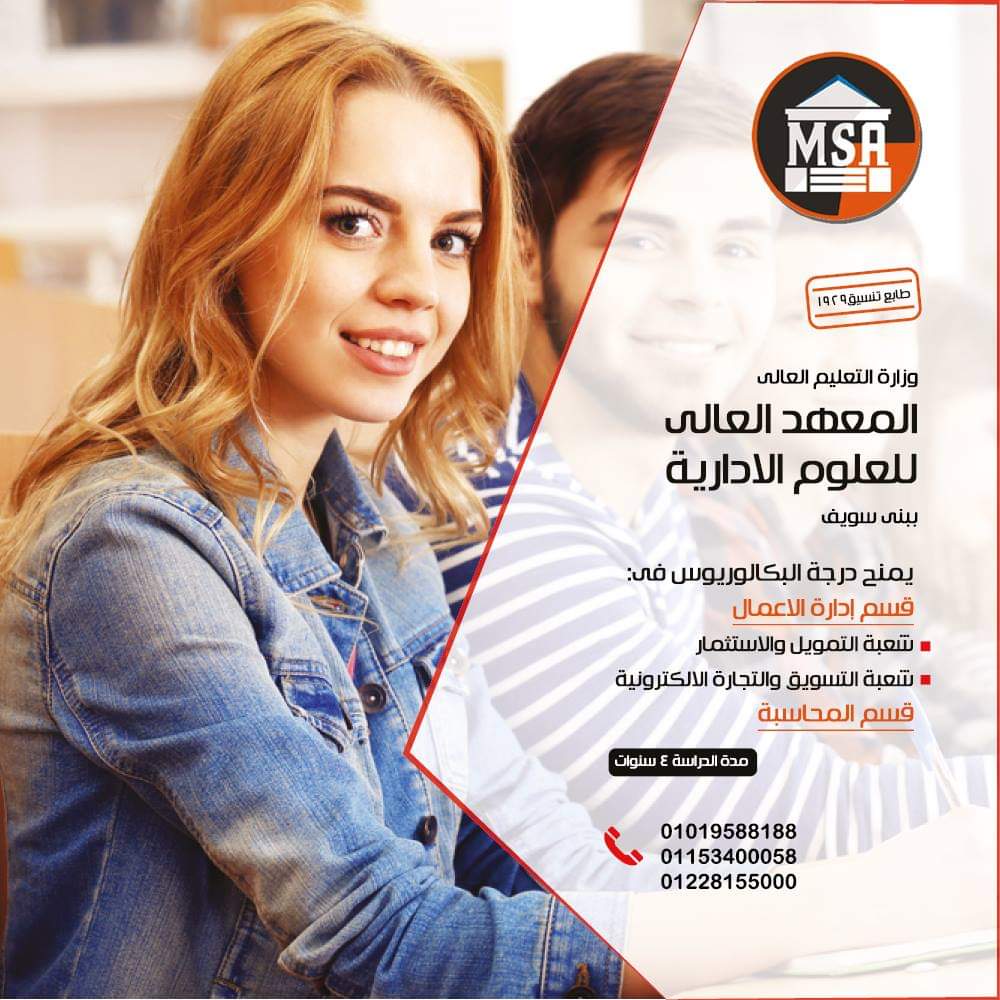 MSA
طابع تنسيق ١٩٢٩
وزارة التعليم العالى
المعهد العالى
للعلوم الادارية
ببنى سويف
يمنح درجة البكالوريوس فى:
قسم إدارة الاعمال
شعبة التمويل والاستثمار
شعبة التسويق والتجارة الالكترونية
قسم المحاسبة
مدة الدراسة ٤ سنوات
01019588188
01153400058
01228155000